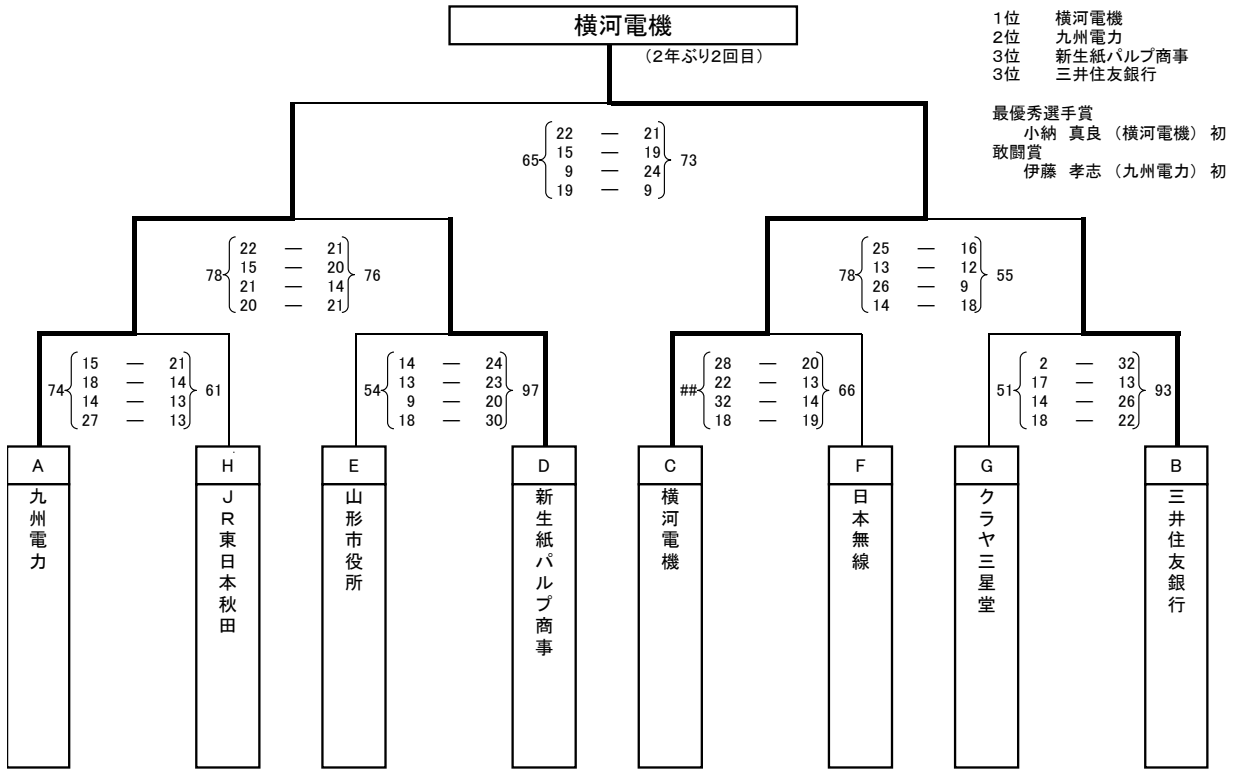 横河電機
(2年ぶり2回目)
1位 横河電機
2位 九州電力
3位 新生紙パルプ商事
3位 三井住友銀行
最優秀選手賞
小納 真良 (横河電機) 初
敢闘賞
伊藤 孝志 (九州電力) 初
22 — 21
15 — 19
65 73
9 — 24
19 — 9
22 — 21
15 — 20
78 76
21 — 14
20 — 21
25 — 16
13 — 12
78 55
26 — 9
14 — 18
15 — 21
18 — 14
74 61
14 — 13
27 — 13
14 — 24
13 — 23
54 97
9 — 20
18 — 30
28 — 20
22 — 13
## 66
32 — 14
18 — 19
2 — 32
17 — 13
51 93
14 — 26
18 — 22
A
九州電力
H
JR東日本秋田
E
山形市役所
D
新生紙パルプ商事
C
横河電機
F
日本無線
G
クラヤ三星堂
B
三井住友銀行